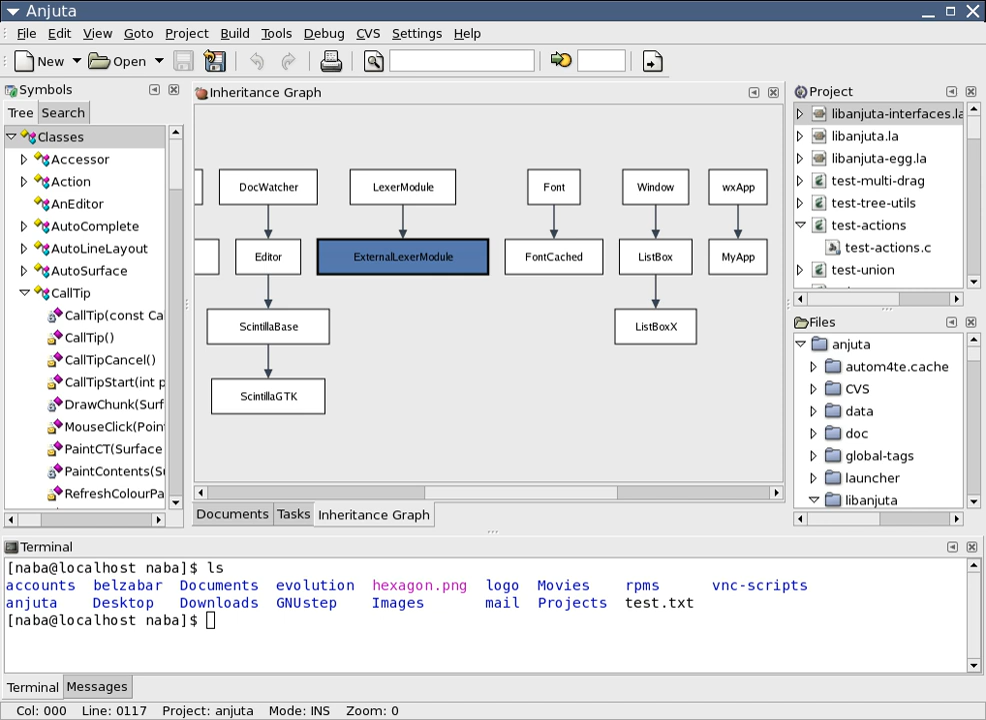 Anjuta
File Edit View Goto Project Build Tools Debug CVS Settings Help
New Open
Symbols
Tree Search
Classes
Accessor
Action
AnEditor
AutoComplete
AutoLineLayout
AutoSurface
CallTip
CallTip(const Ca
CallTip()
CallTipCancel()
CallTipStart(int p
DrawChunk(Surf
MouseClick(Poin
PaintCT(Surface
PaintContents(Su
RefreshColourPa
Inheritance Graph
DocWatcher LexerModule Font Window wxApp
Editor ExternalLexerModule FontCached ListBox MyApp
ScintillaBase ListBoxX
ScintillaGTK
Documents Tasks Inheritance Graph
Project
libanjuta-interfaces.la
libanjuta.la
libanjuta-egg.la
test-multi-drag
test-tree-utils
test-actions
test-actions.c
test-union
Files
anjuta
autom4te.cache
CVS
data
doc
global-tags
launcher
libanjuta
Terminal
[naba@localhost naba]$ ls
accounts belzabar Documents evolution hexagon.png logo Movies rpms vnc-scripts
anjuta Desktop Downloads GNUstep Images mail Projects test.txt
[naba@localhost naba]$
Terminal Messages
Col: 000 Line: 0117 Project: anjuta Mode: INS Zoom: 0